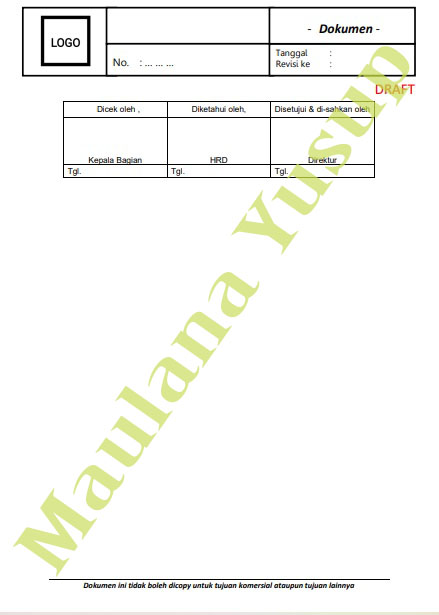 LOGO
- Dokumen -
No. : ... ... ...
Tanggal :
Revisi ke :
DRAFT
Dicek oleh , Diketahui oleh, Disetujui & di-sahkan oleh
Kepala Bagian HRD Direktur
Tgl. Tgl. Tgl.
Maulana Yusup
Dokumen ini tidak boleh dicopy untuk tujuan komersial ataupun tujuan lainnya